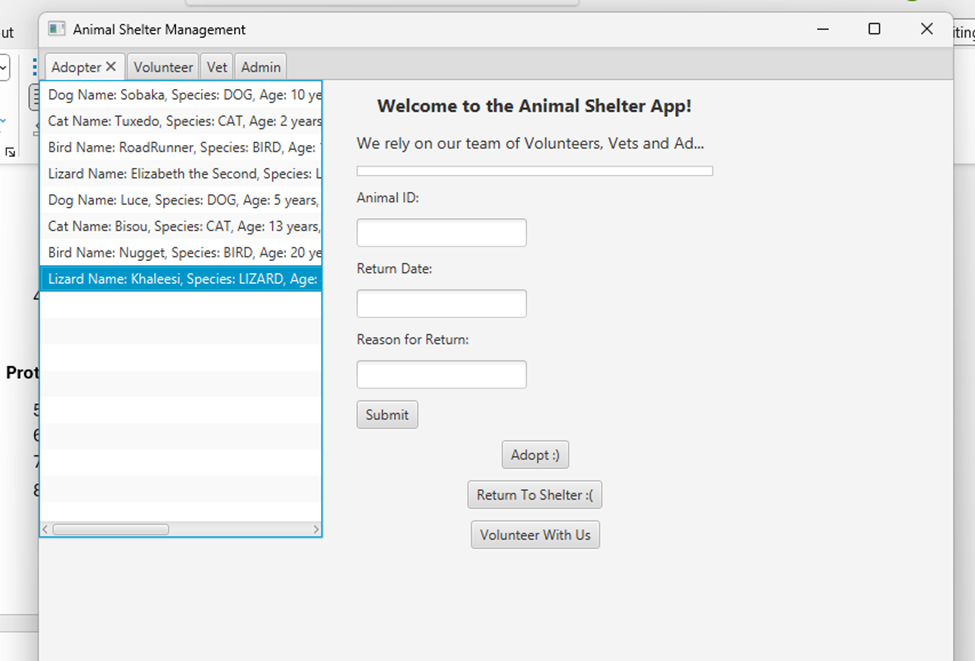 ut
Animal Shelter Management
Adopter
Volunteer
Vet
Admin
Dog Name: Sobaka, Species: DOG, Age: 10 ye
Cat Name: Tuxedo, Species: CAT, Age: 2 years
Bird Name: RoadRunner, Species: BIRD, Age:
Lizard Name: Elizabeth the Second, Species: L
Dog Name: Luce, Species: DOG, Age: 5 years,
Cat Name: Bisou, Species: CAT, Age: 13 years,
Bird Name: Nugget, Species: BIRD, Age: 20 ye
Lizard Name: Khaleesi, Species: LIZARD, Age:
Welcome to the Animal Shelter App!
We rely on our team of Volunteers, Vets and Ad...
Animal ID:
Return Date:
Reason for Return:
Submit
Adopt :)
Return To Shelter :(
Volunteer With Us
iting
4
Prot
5
6
7
8